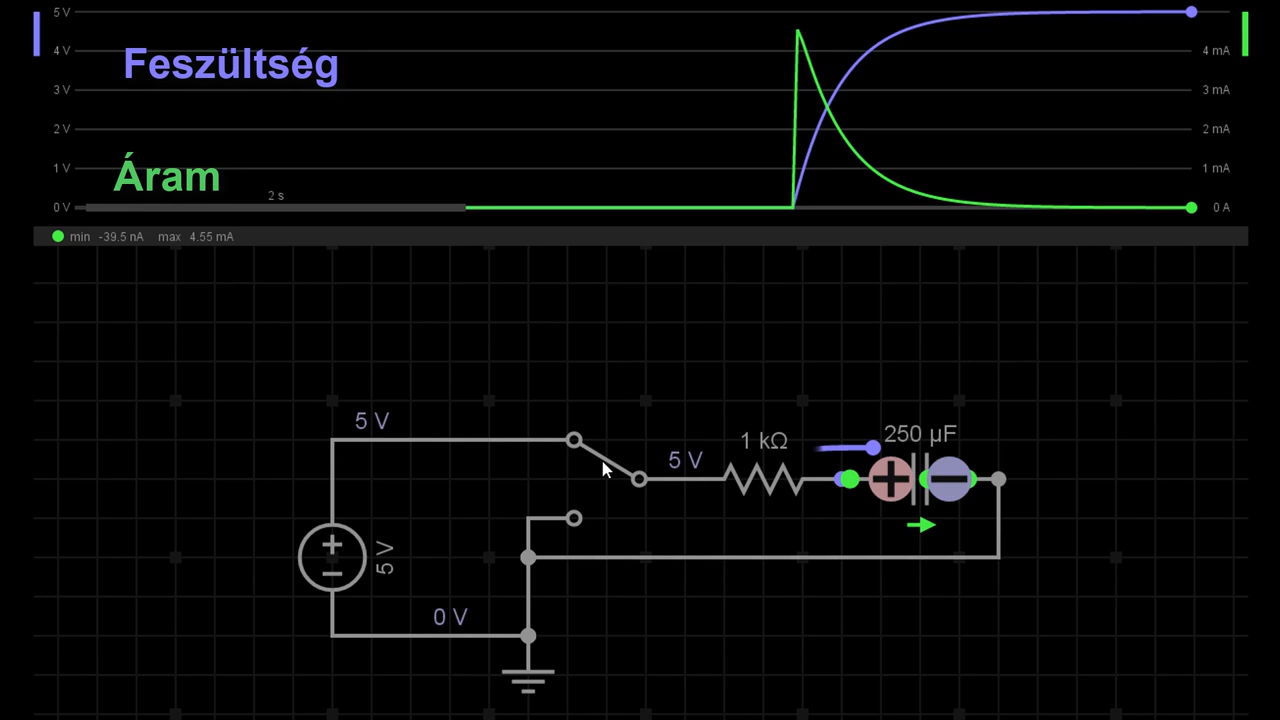 5 V
Feszültség
4 V
4 mA
3 V
3 mA
2 V
2 mA
1 V
1 mA
Áram
2 s
0 V
0 A
min -39.5 nA max 4.55 mA
5 V
1 kΩ
250 µF
5 V
5 V
0 V